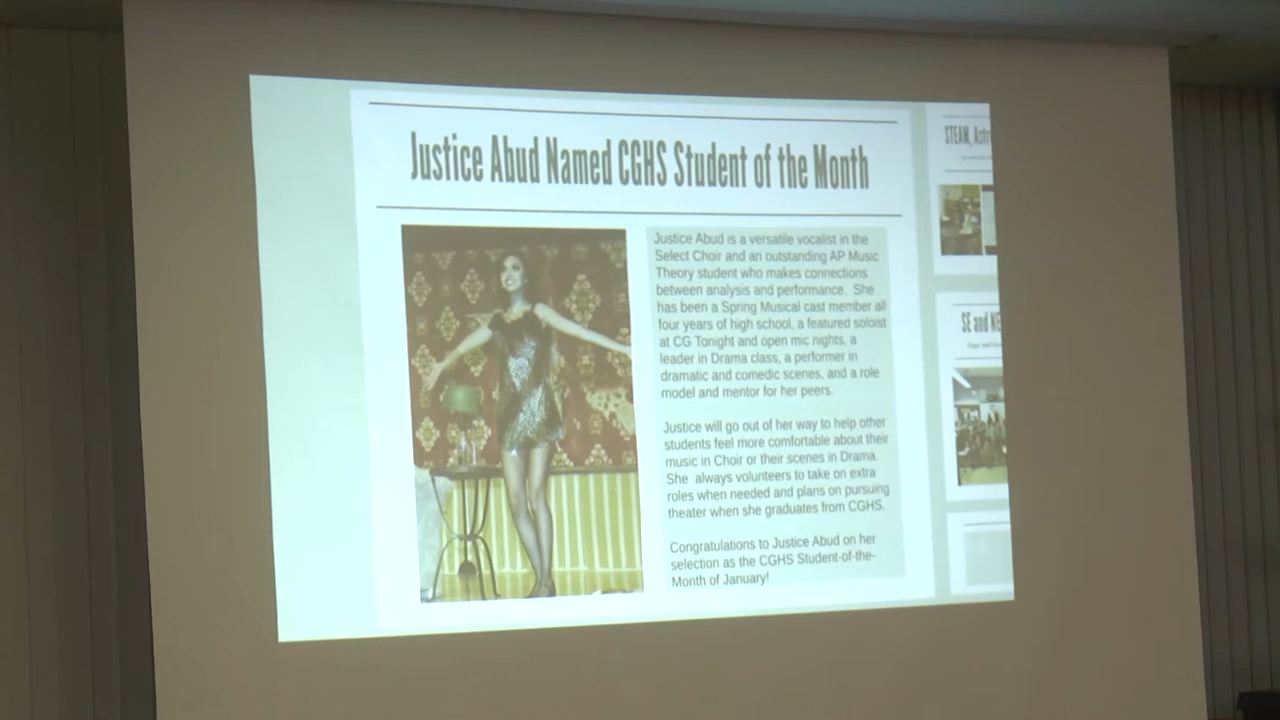 Justice Abud Named CGHS Student of the Month
Justice Abud is a versatile vocalist in the
Select Choir and an outstanding AP Music
Theory student who makes connections
between analysis and performance. She
has been a Spring Musical cast member all
four years of high school, a featured soloist
at CG Tonight and open mic nights, a
leader in Drama class, a performer in
dramatic and comedic scenes, and a role
model and mentor for her peers.
Justice will go out of her way to help other
students feel more comfortable about their
music in Choir or their scenes in Drama.
She always volunteers to take on extra
roles when needed and plans on pursuing
theater when she graduates from CGHS.
Congratulations to Justice Abud on her
selection as the CGHS Student-of-the-
Month of January!
STEAM, Astr
SE and NE